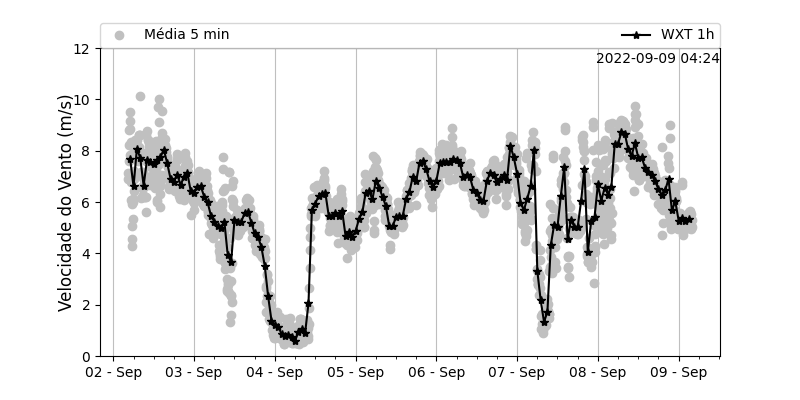 Média 5 min
WXT 1h
2022-09-09 04:24
Velocidade do Vento (m/s)
12
10
8
6
4
2
0
02 - Sep 03 - Sep 04 - Sep 05 - Sep 06 - Sep 07 - Sep 08 - Sep 09 - Sep